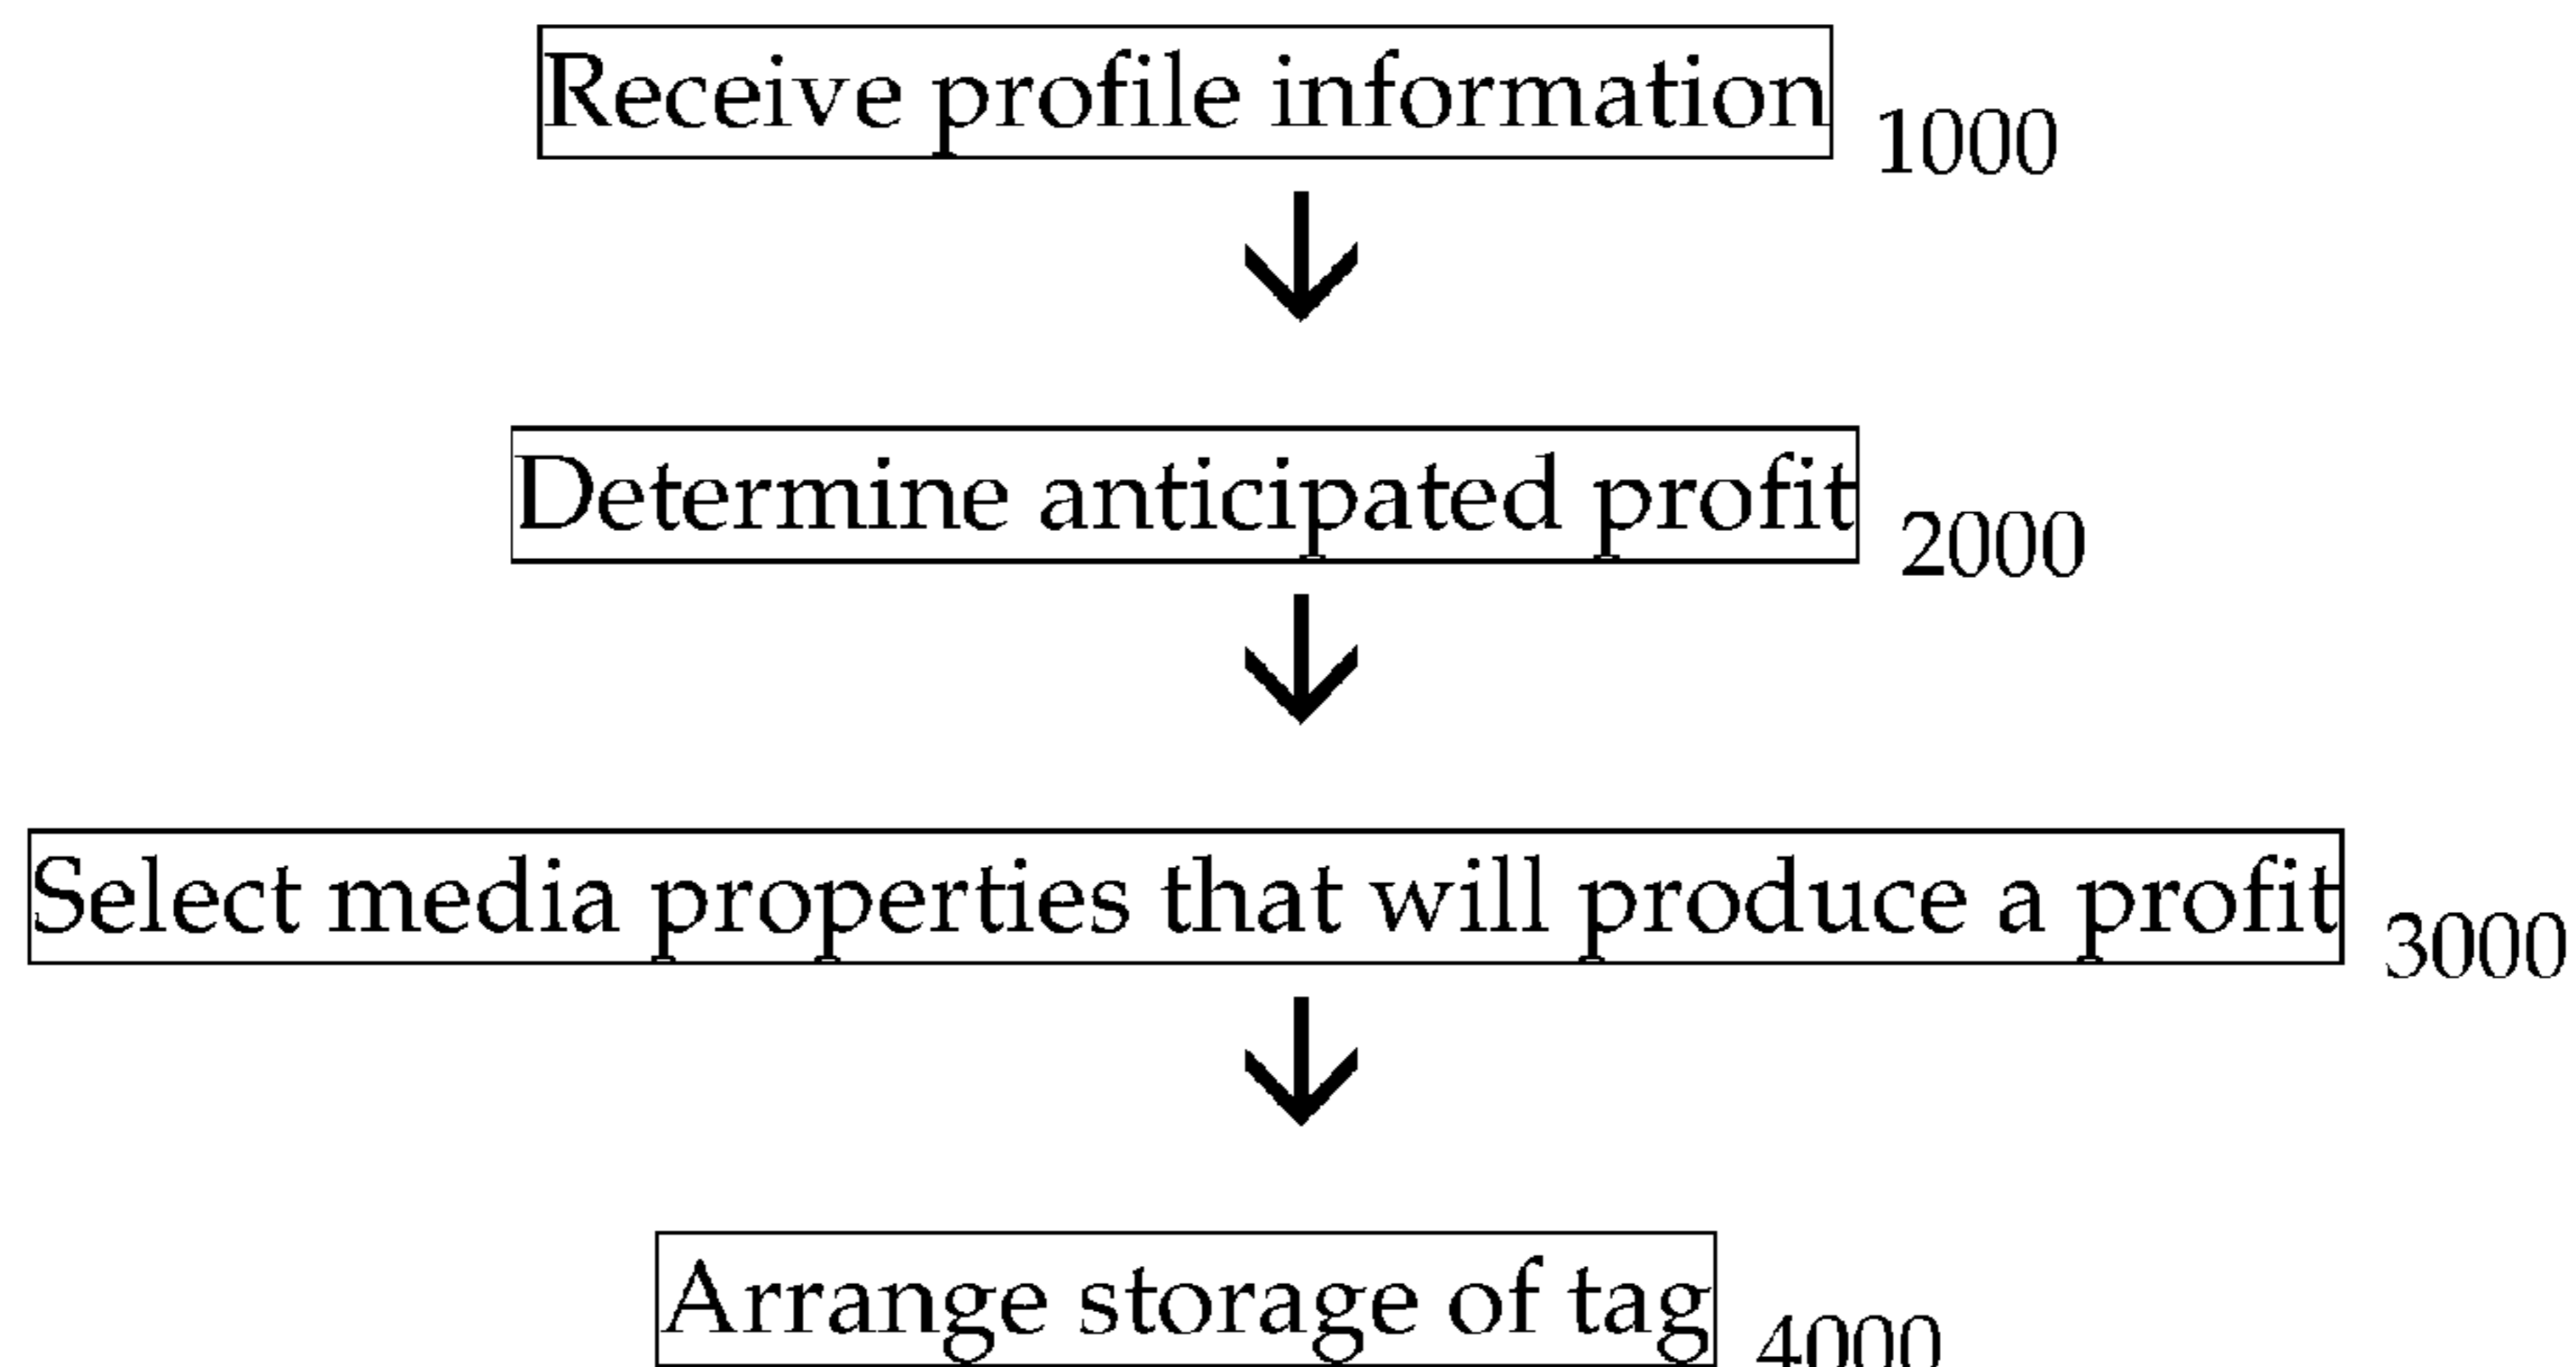 Receive profile information 1000
Determine anticipated profit 2000
Select media properties that will produce a profit 3000
Arrange storage of tag 4000